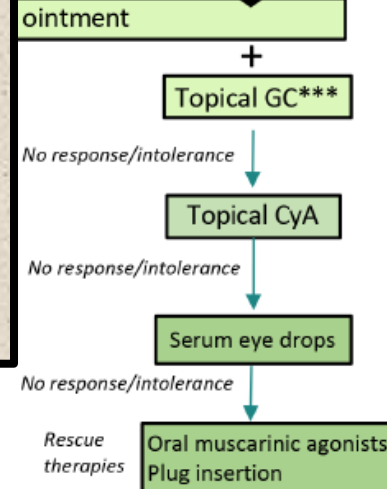 ointment
+
Topical GC***
No response/intolerance
Topical CyA
No response/intolerance
Serum eye drops
No response/intolerance
Rescue
therapies
Oral muscarinic agonists
Plug insertion